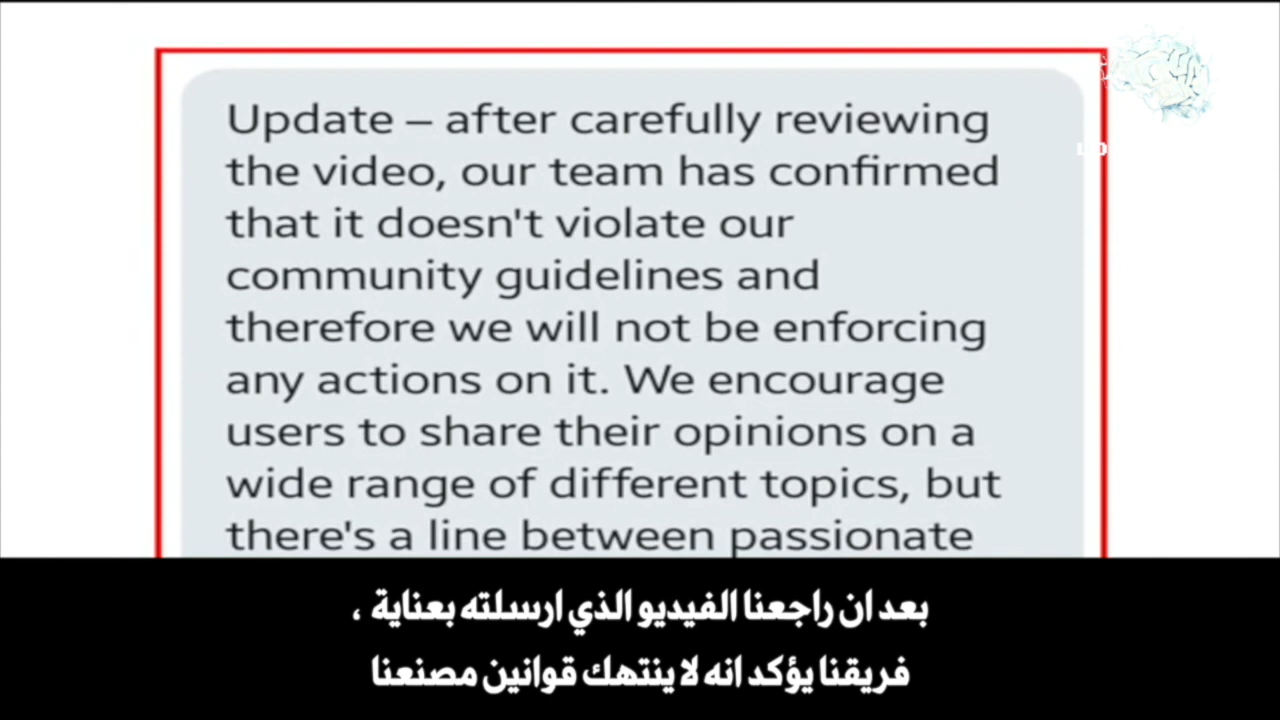 Update – after carefully reviewing
the video, our team has confirmed
that it doesn't violate our
community guidelines and
therefore we will not be enforcing
any actions on it. We encourage
users to share their opinions on a
wide range of different topics, but
there's a line between passionate
بعد ان راجعنا الفيديو الذي ارسلته بعناية ،
فريقنا يؤكد انه لا ينتهك قوانين مصنعنا